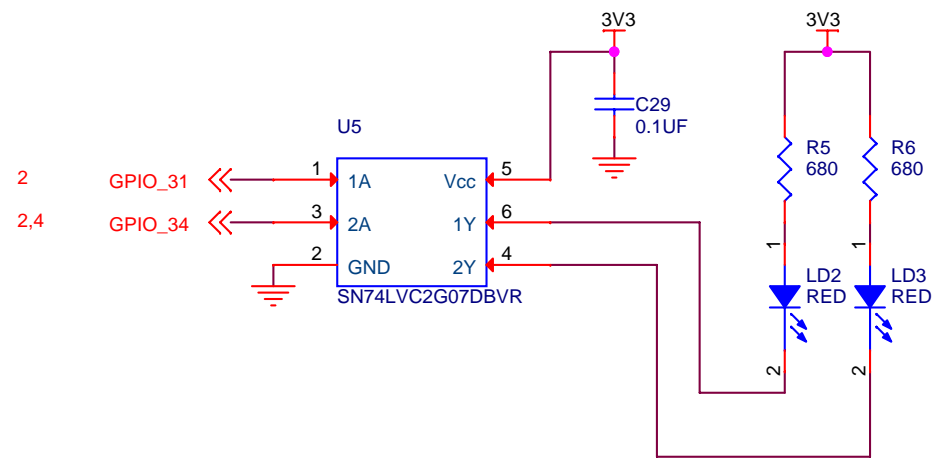 3V3
3V3
C29
0.1UF
U5
R5
680
R6
680
2
GPIO_31
1
1A
Vcc
5
2,4
GPIO_34
3
2A
1Y
6
2
GND
2Y
4
SN74LVC2G07DBVR
1
1
LD2
RED
LD3
RED
2
2